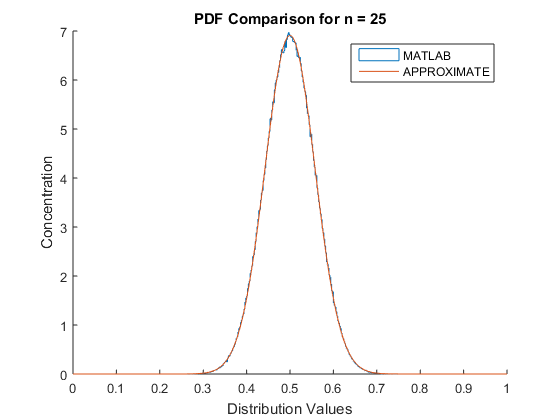 PDF Comparison for n = 25
MATLAB
APPROXIMATE
7
6
5
4
3
2
1
0
Concentration
0 0.1 0.2 0.3 0.4 0.5 0.6 0.7 0.8 0.9 1
Distribution Values